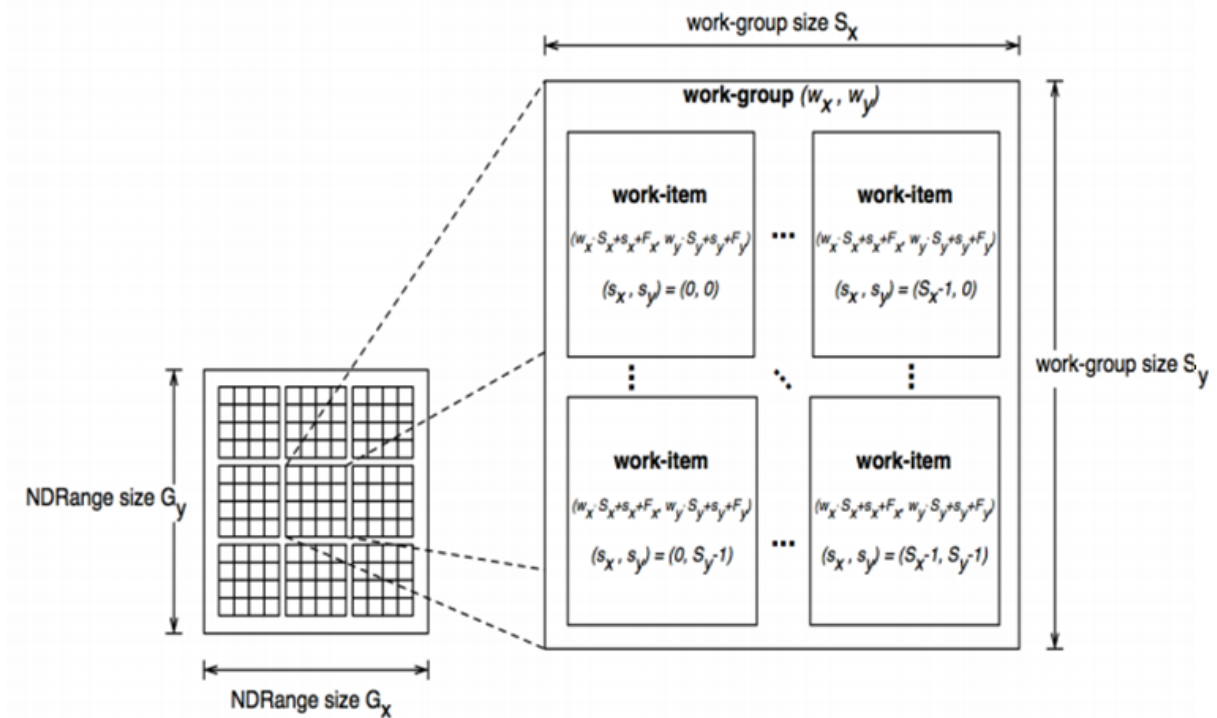 work-group size Sx
work-group (wx , wy)
work-item
(wx· Sx+sx+Fx, wy· Sy+sy+Fy)
(sx , sy) = (0, 0)
...
work-item
(wx· Sx+sx+Fx, wy· Sy+sy+Fy)
(sx , sy) = (Sx-1, 0)
work-group size Sy
work-item
(wx· Sx+sx+Fx, wy· Sy+sy+Fy)
(sx , sy) = (0, Sy-1)
...
work-item
(wx· Sx+sx+Fx, wy· Sy+sy+Fy)
(sx , sy) = (Sx-1, Sy-1)
NDRange size Gy
NDRange size Gx